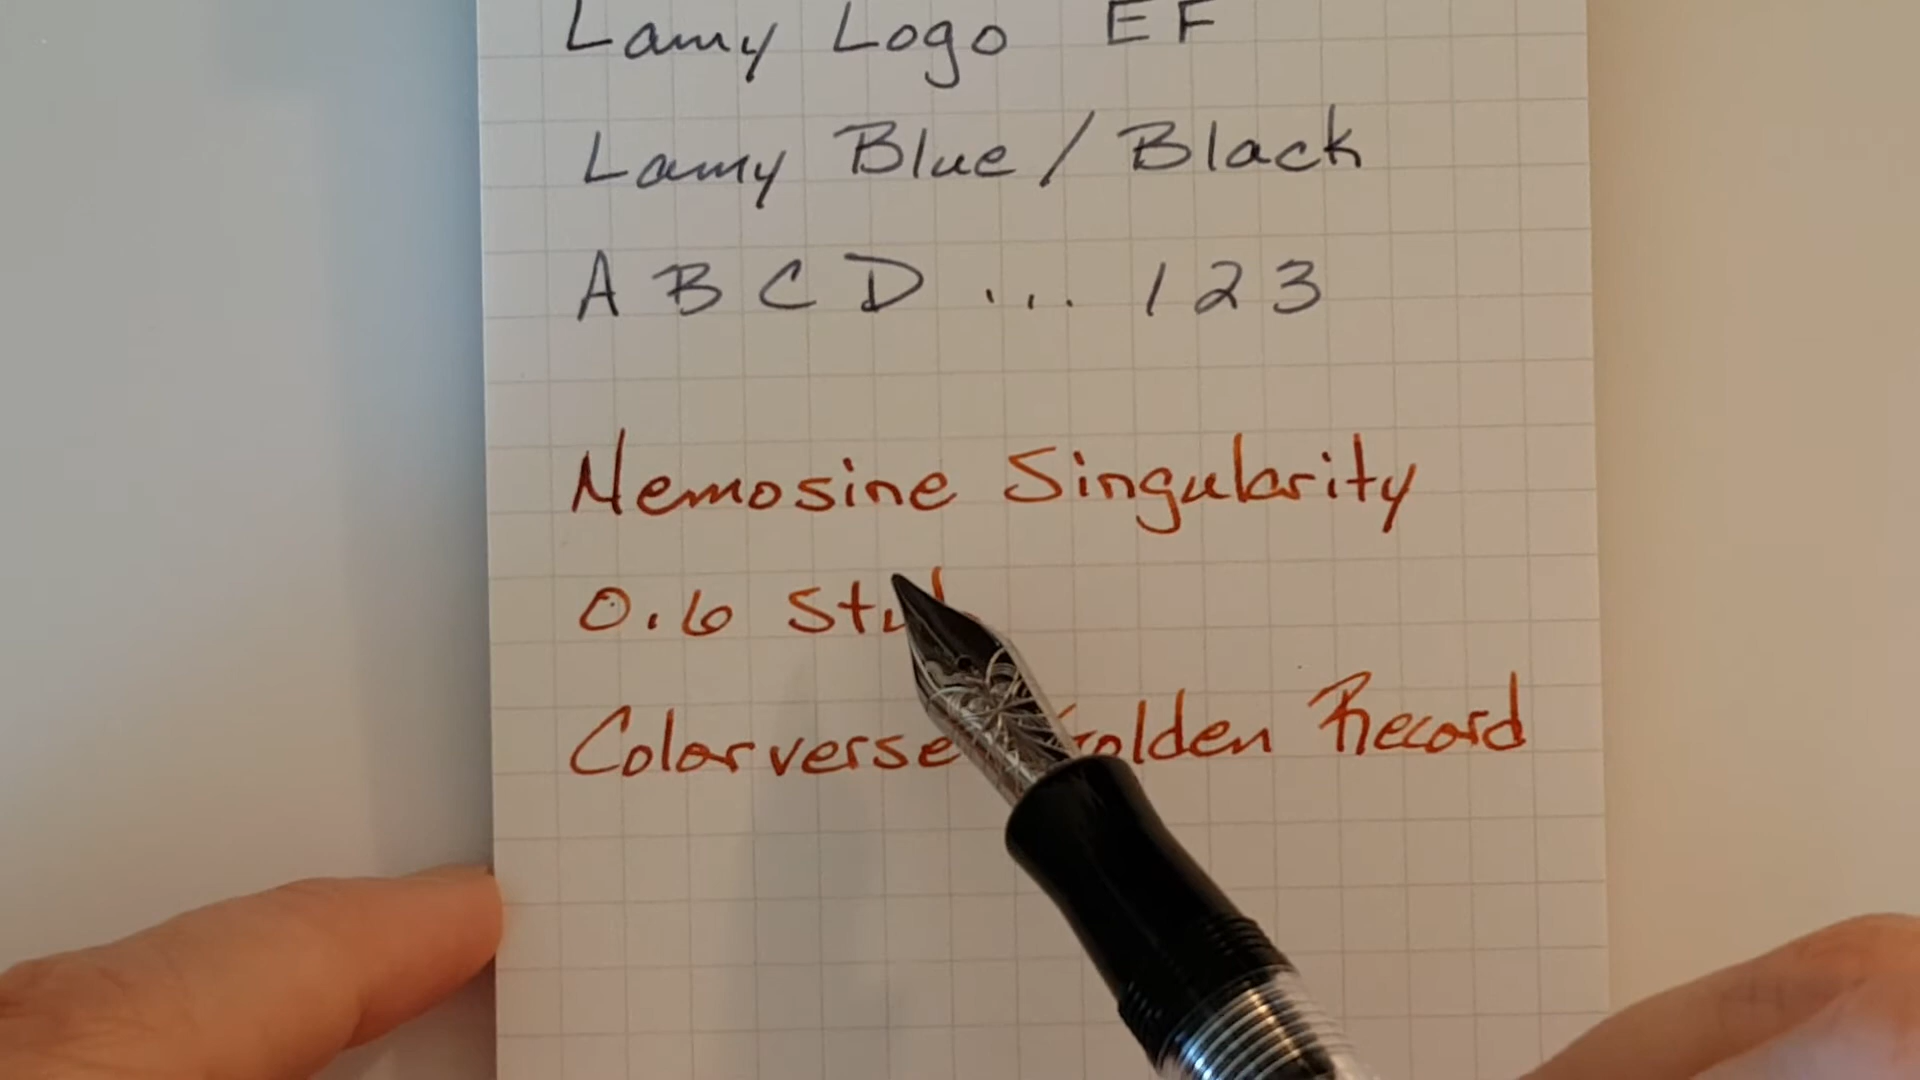 Lamy Logo EF
Lamy Blue / Black
A B C D ... 1 2 3
Nemosine Singularity
0.6
Colorverse Record